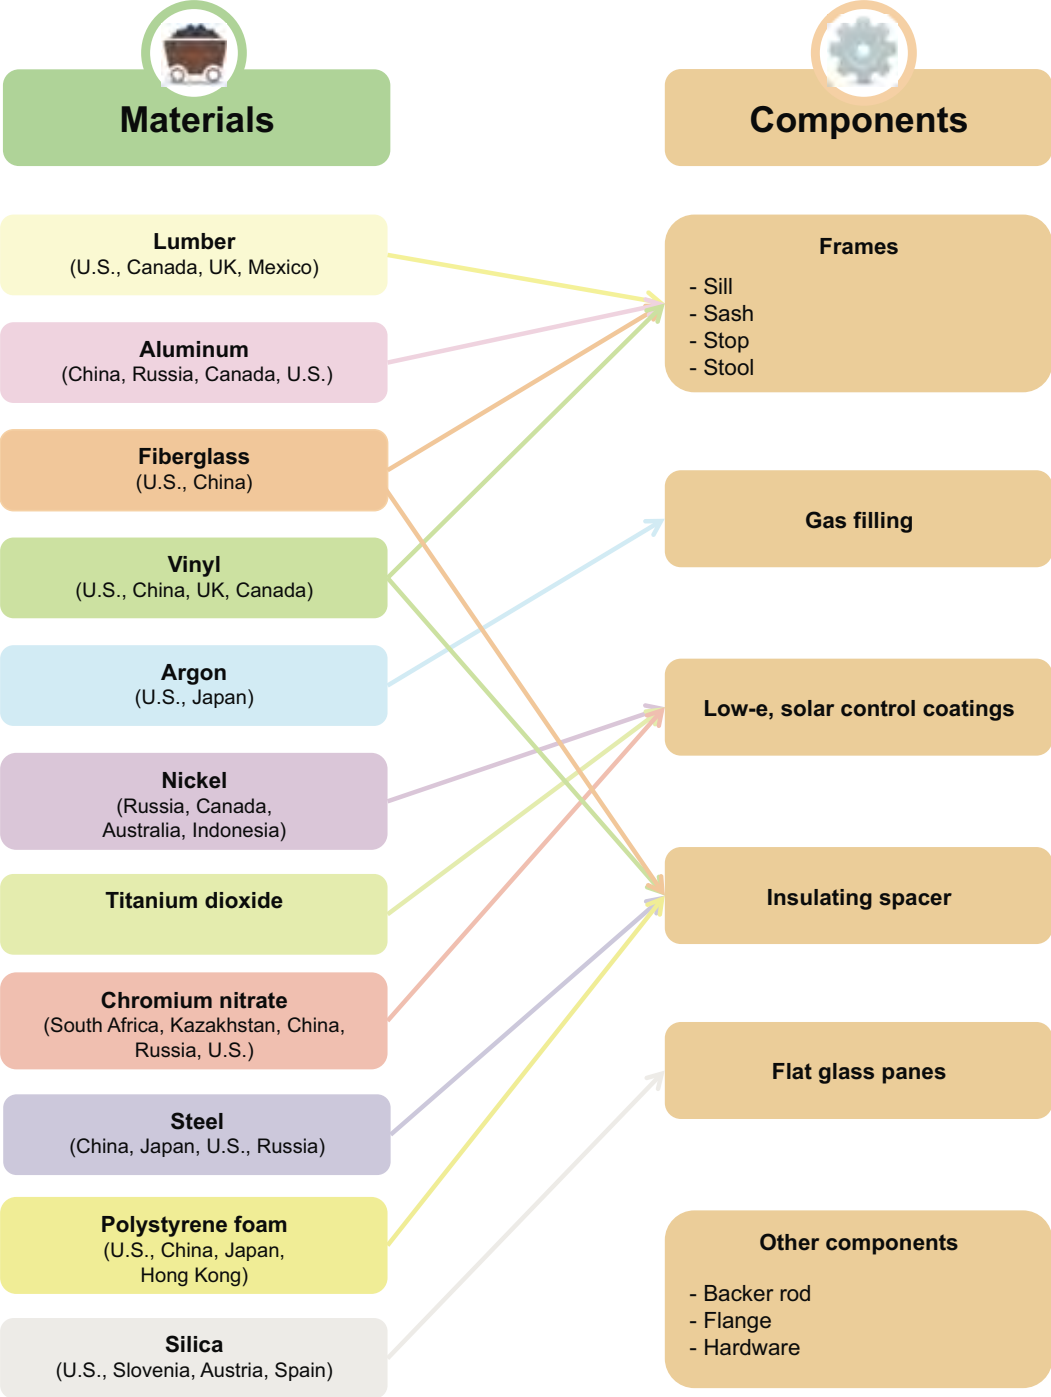 Materials
Lumber
(U.S., Canada, UK, Mexico)
Aluminum
(China, Russia, Canada, U.S.)
Fiberglass
(U.S., China)
Vinyl
(U.S., China, UK, Canada)
Argon
(U.S., Japan)
Nickel
(Russia, Canada,
Australia, Indonesia)
Titanium dioxide
Chromium nitrate
(South Africa, Kazakhstan, China,
Russia, U.S.)
Steel
(China, Japan, U.S., Russia)
Polystyrene foam
(U.S., China, Japan,
Hong Kong)
Silica
(U.S., Slovenia, Austria, Spain)
Components
Frames
- Sill
- Sash
- Stop
- Stool
Gas filling
Low-e, solar control coatings
Insulating spacer
Flat glass panes
Other components
- Backer rod
- Flange
- Hardware